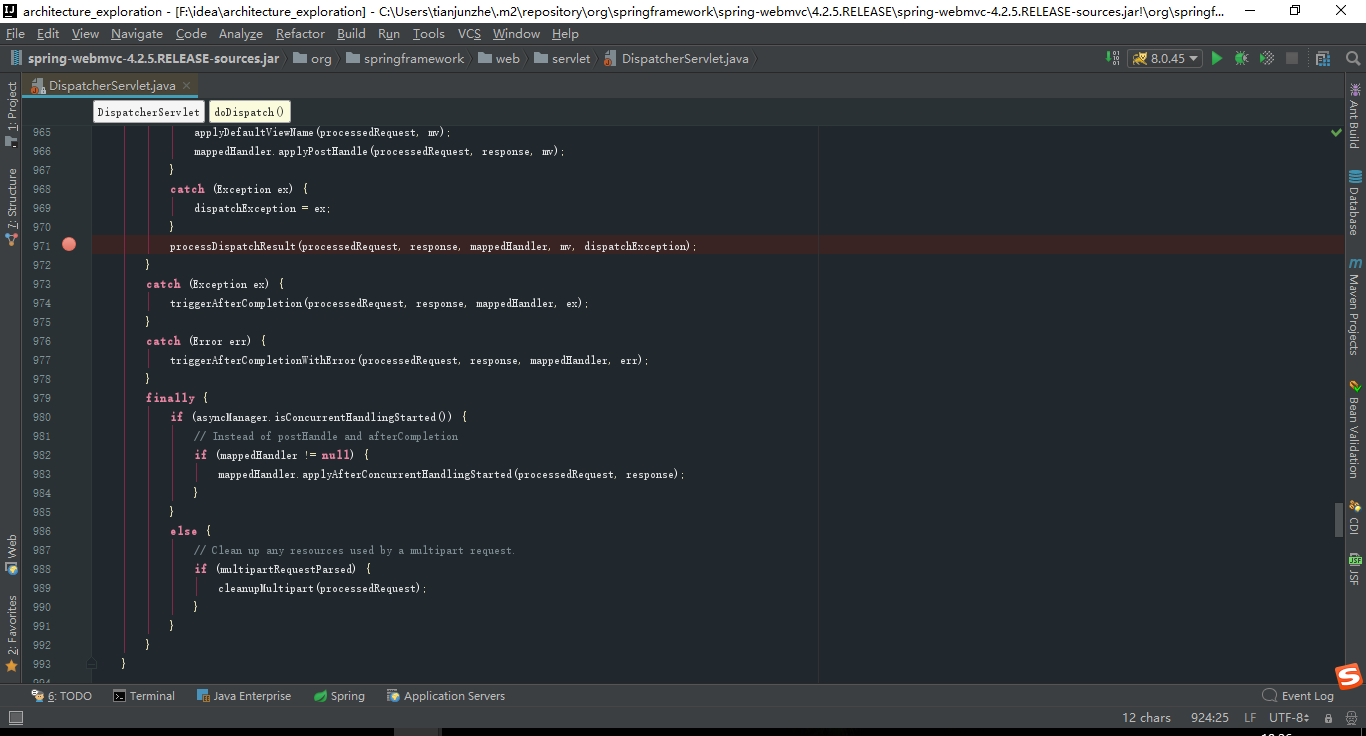 architecture_exploration - [F:\idea\architecture_exploration] - C:\Users\tianjunzhe\.m2\repository\org\springframework\spring-webmvc\4.2.5.RELEASE\spring-webmvc-4.2.5.RELEASE-sources.jar!\org\springf...
File Edit View Navigate Code Analyze Refactor Build Run Tools VCS Window Help
spring-webmvc-4.2.5.RELEASE-sources.jar org springframework web servlet DispatcherServlet.java 8.0.45
DispatcherServlet.java
DispatcherServlet doDispatch()
965 applyDefaultViewName(processedRequest, mv);
966 mappedHandler.applyPostHandle(processedRequest, response, mv);
967 }
968 catch (Exception ex) {
969 dispatchException = ex;
970 }
971 processDispatchResult(processedRequest, response, mappedHandler, mv, dispatchException);
972 }
973 catch (Exception ex) {
974 triggerAfterCompletion(processedRequest, response, mappedHandler, ex);
975 }
976 catch (Error err) {
977 triggerAfterCompletionWithError(processedRequest, response, mappedHandler, err);
978 }
979 finally {
980 if (asyncManager.isConcurrentHandlingStarted()) {
981 // Instead of postHandle and afterCompletion
982 if (mappedHandler != null) {
983 mappedHandler.applyAfterConcurrentHandlingStarted(processedRequest, response);
984 }
985 }
986 else {
987 // Clean up any resources used by a multipart request.
988 if (multipartRequestParsed) {
989 cleanupMultipart(processedRequest);
990 }
991 }
992 }
993 }
994
1: Project
7: Structure
Web
2: Favorites
Ant Build
Database
Maven Projects
Bean Validation
CDI
JSF
6: TODO Terminal Java Enterprise Spring Application Servers Event Log
12 chars 924:25 LF UTF-8